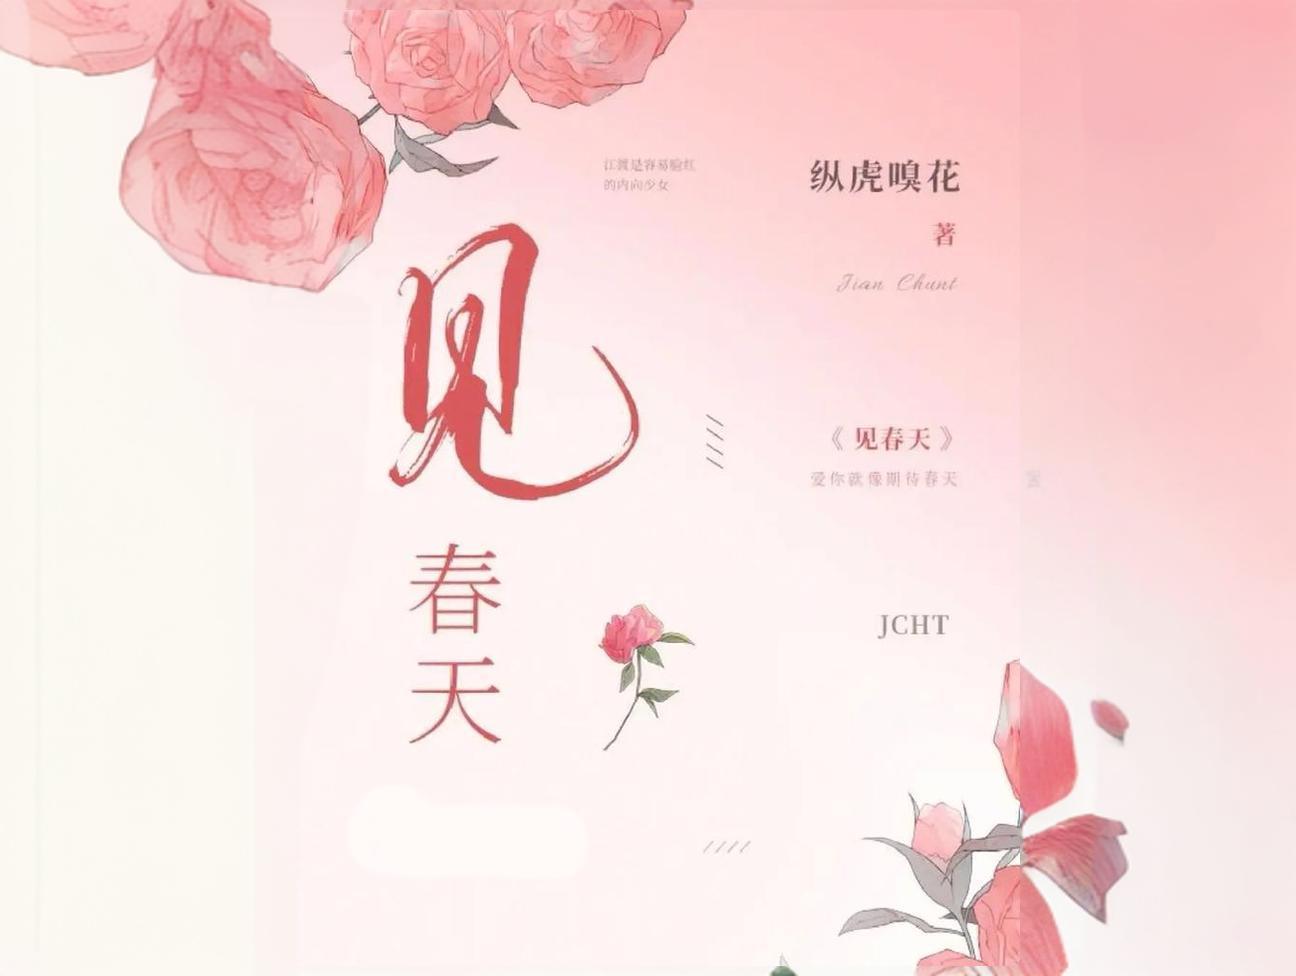 江渡是容易脸红
的内向少女
纵虎嗅花
著
Jian Chunt
见
春
天
《见春天》
爱你就像期待春天
JCHT